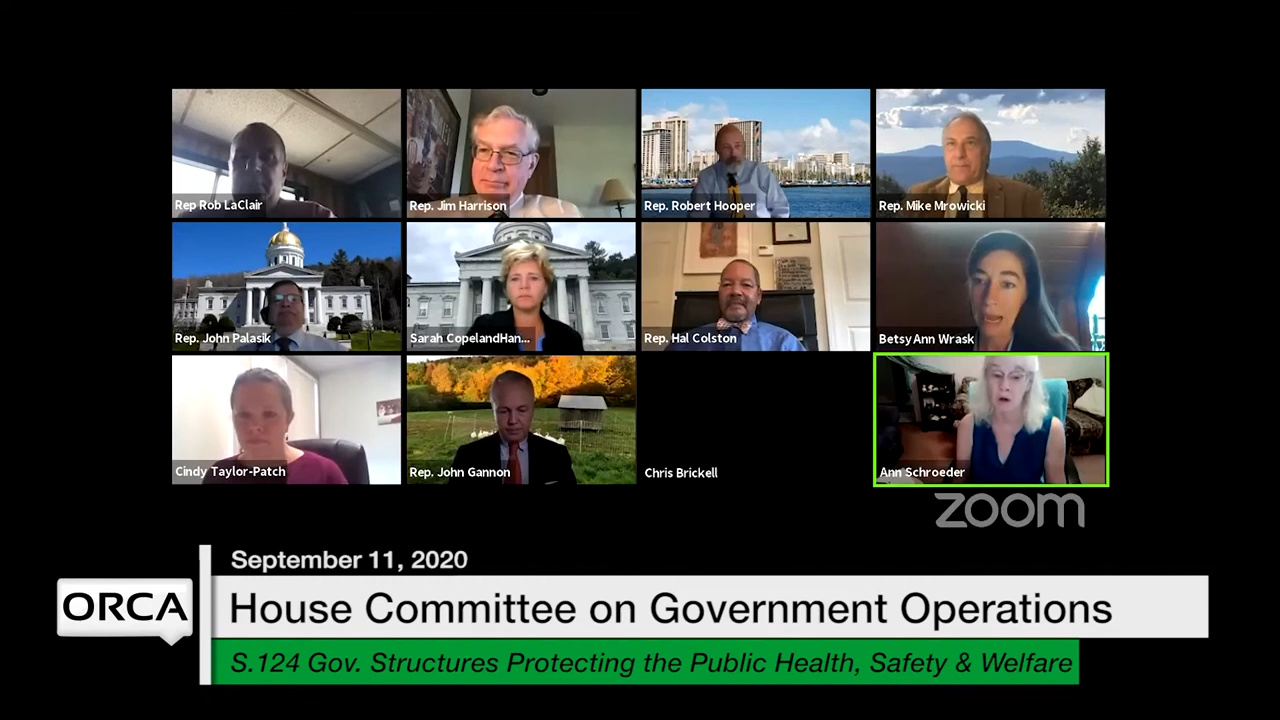 Rep Rob LaClair
Rep. Jim Harrison
Rep. Robert Hooper
Rep. Mike Mrowicki
Rep. John Palasik
Sarah CopelandHan...
Rep. Hal Colston
Betsy Ann Wrask
Cindy Taylor-Patch
Rep. John Gannon
Chris Brickell
Ann Schroeder
zoom
September 11, 2020
ORCA
House Committee on Government Operations
S.124 Gov. Structures Protecting the Public Health, Safety & Welfare